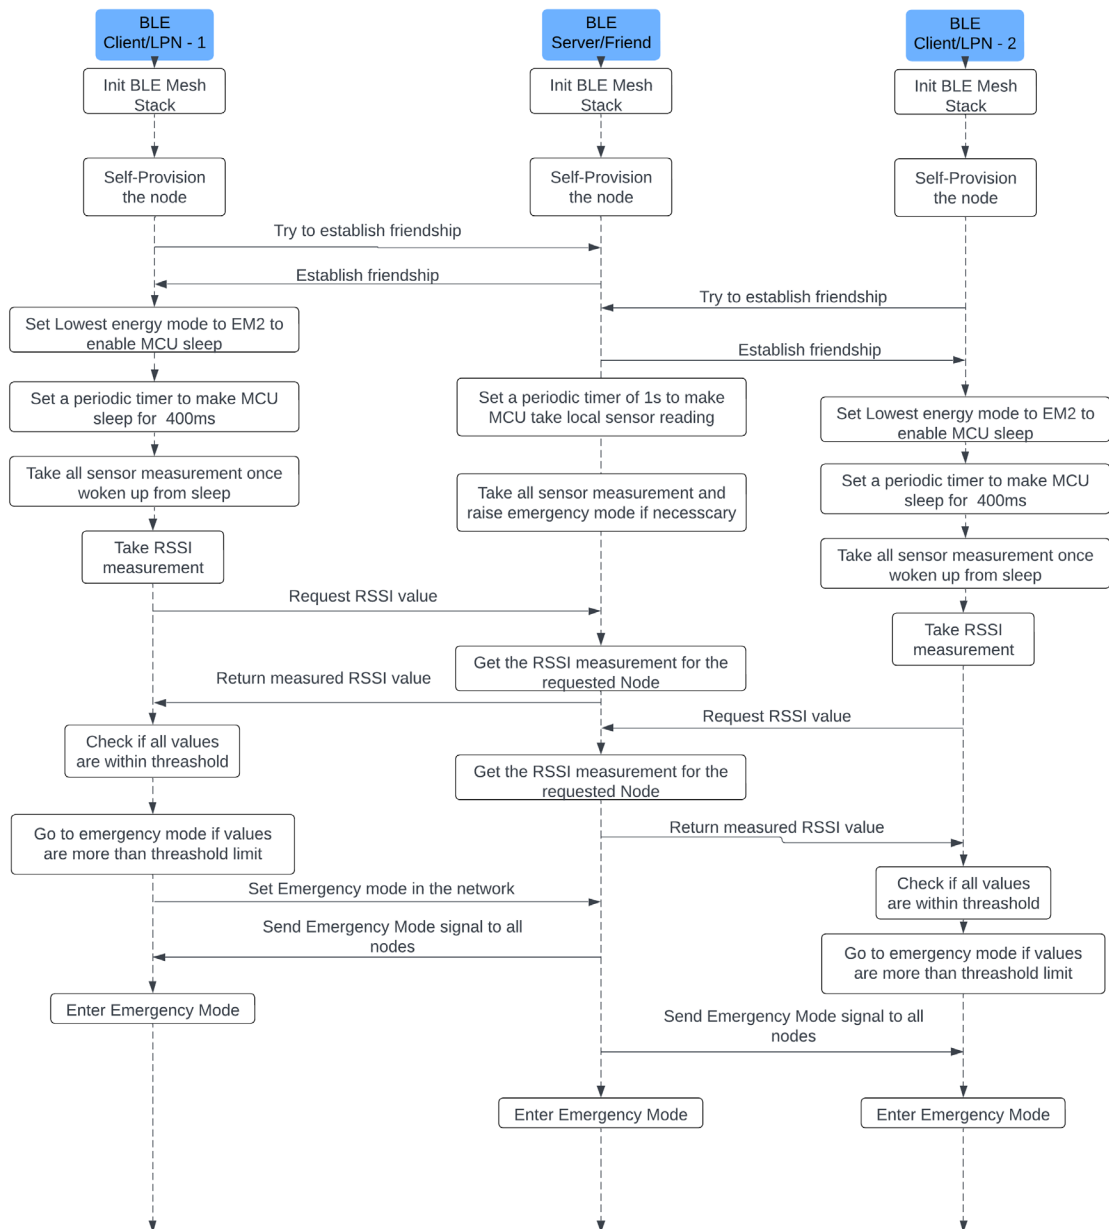 BLE
Client/LPN - 1
BLE
Server/Friend
BLE
Client/LPN - 2
Init BLE Mesh
Stack
Init BLE Mesh
Stack
Init BLE Mesh
Stack
Self-Provision
the node
Self-Provision
the node
Self-Provision
the node
Try to establish friendship
Establish friendship
Try to establish friendship
Set Lowest energy mode to EM2 to
enable MCU sleep
Establish friendship
Set a periodic timer to make MCU
sleep for  400ms
Set a periodic timer of 1s to make
MCU take local sensor reading
Set Lowest energy mode to EM2 to
enable MCU sleep
Take all sensor measurement once
woken up from sleep
Take all sensor measurement and
raise emergency mode if necesscary
Set a periodic timer to make MCU
sleep for  400ms
Take RSSI
measurement
Take all sensor measurement once
woken up from sleep
Request RSSI value
Take RSSI
measurement
Get the RSSI measurement for the
requested Node
Return measured RSSI value
Request RSSI value
Check if all values
are within threashold
Get the RSSI measurement for the
requested Node
Go to emergency mode if values
are more than threashold limit
Return measured RSSI value
Check if all values
are within threashold
Set Emergency mode in the network
Send Emergency Mode signal to all
nodes
Go to emergency mode if values
are more than threashold limit
Enter Emergency Mode
Send Emergency Mode signal to all
nodes
Enter Emergency Mode
Enter Emergency Mode